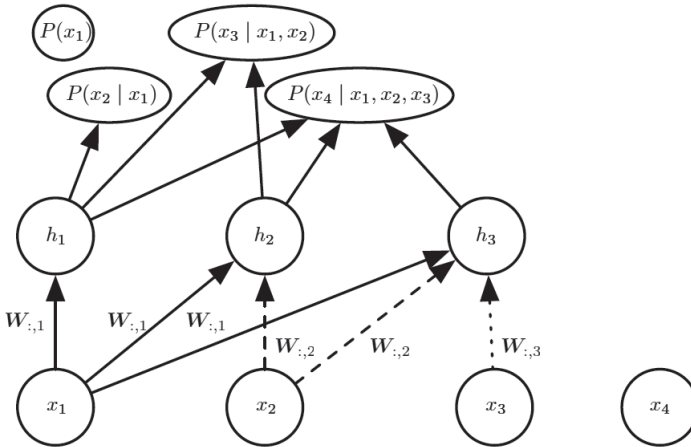 P(x₁)
P(x₃ | x₁, x₂)
P(x₂ | x₁)
P(x₄ | x₁, x₂, x₃)
h₁
h₂
h₃
W:,₁
W:,₁
W:,₁
W:,₂
W:,₂
W:,₃
x₁
x₂
x₃
x₄